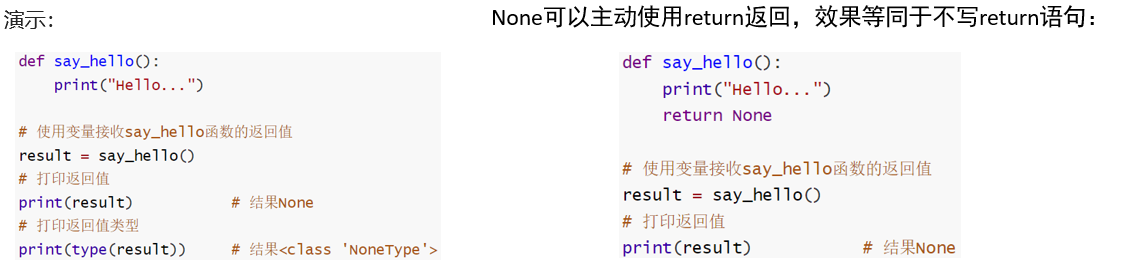 演示：
def say_hello():
    print("Hello...")

# 使用变量接收say_hello函数的返回值
result = say_hello()
# 打印返回值
print(result)            # 结果None
# 打印返回值类型
print(type(result))      # 结果<class 'NoneType'>
None可以主动使用return返回，效果等同于不写return语句：
def say_hello():
    print("Hello...")
    return None

# 使用变量接收say_hello函数的返回值
result = say_hello()
# 打印返回值
print(result)            # 结果None